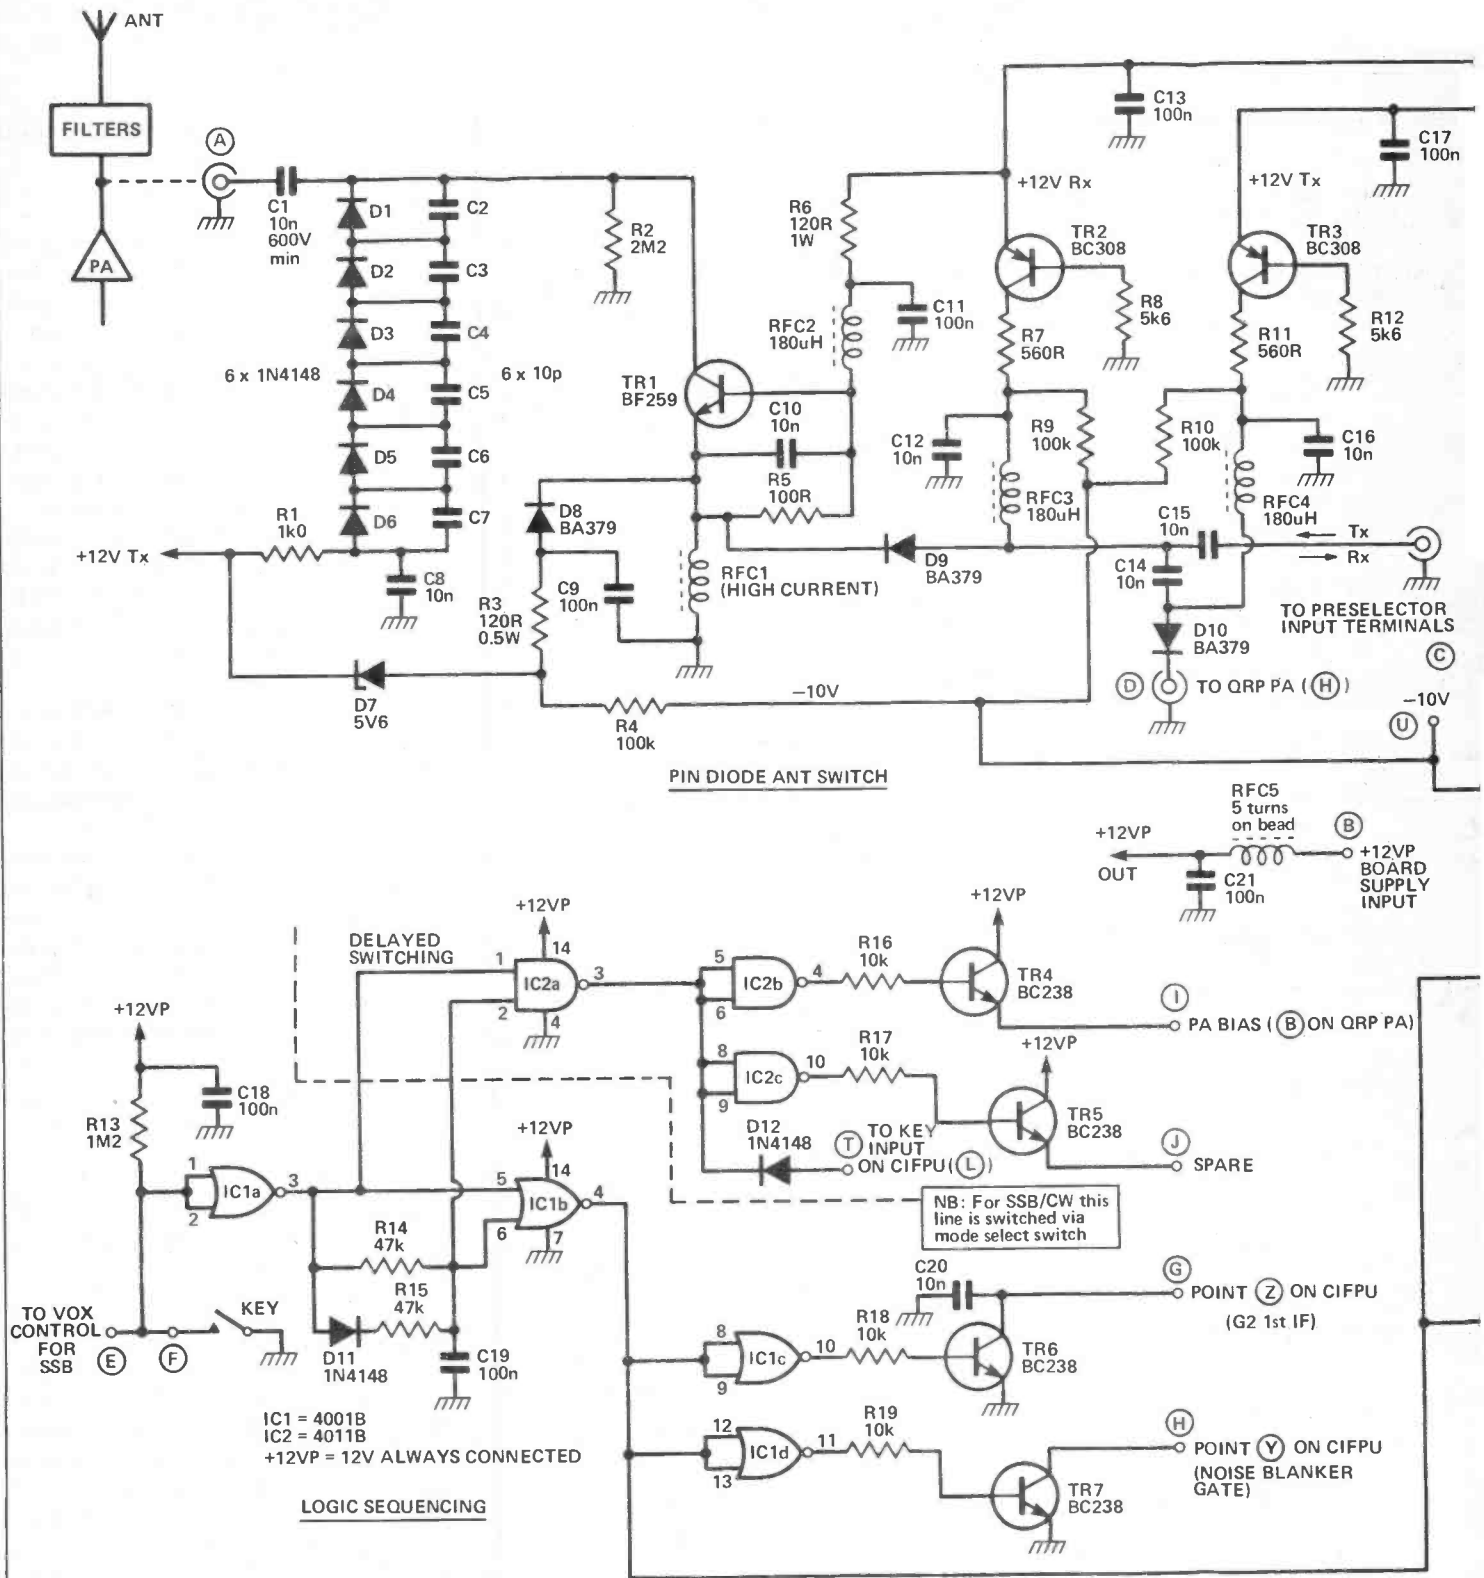 ANT
FILTERS
PA
A
C1
10n
600V
min
D1
D2
D3
D4
D5
D6
6 x 1N4148
C2
C3
C4
C5
C6
C7
6 x 10p
R2
2M2
TR1
BF259
R6
120R
1W
RFC2
180uH
C11
100n
C10
10n
R5
100R
C13
100n
+12V Rx
TR2
BC308
R8
5k6
R7
560R
C12
10n
R9
100k
RFC3
180uH
C17
100n
+12V Tx
TR3
BC308
R12
5k6
R11
560R
R10
100k
C16
10n
RFC4
180uH
C15
10n
Tx
Rx
C14
10n
TO PRESELECTOR
INPUT TERMINALS
C
D10
BA379
D
TO QRP PA (H)
-10V
U
+12V Tx
R1
1k0
C8
10n
D8
BA379
R3
120R
0.5W
C9
100n
RFC1
(HIGH CURRENT)
D9
BA379
D7
5V6
R4
100k
-10V
PIN DIODE ANT SWITCH
RFC5
5 turns
on bead
B
+12VP
OUT
C21
100n
+12VP
BOARD
SUPPLY
INPUT
DELAYED
SWITCHING
+12VP
14
1
2
IC2a
3
4
5
6
IC2b
4
R16
10k
+12VP
TR4
BC238
I
PA BIAS (B ON QRP PA)
8
9
IC2c
10
R17
10k
+12VP
TR5
BC238
J
SPARE
D12
1N4148
T
TO KEY
INPUT
ON CIFPU (L)
NB: For SSB/CW this
line is switched via
mode select switch
+12VP
C18
100n
R13
1M2
1
2
IC1a
3
+12VP
14
5
6
IC1b
4
7
R14
47k
R15
47k
D11
1N4148
C19
100n
TO VOX
CONTROL
FOR
SSB
E
F
KEY
IC1 = 4001B
IC2 = 4011B
+12VP = 12V ALWAYS CONNECTED
LOGIC SEQUENCING
C20
10n
G
POINT Z ON CIFPU
(G2 1st IF)
8
9
IC1c
10
R18
10k
TR6
BC238
12
13
IC1d
11
R19
10k
TR7
BC238
H
POINT Y ON CIFPU
(NOISE BLANKER
GATE)